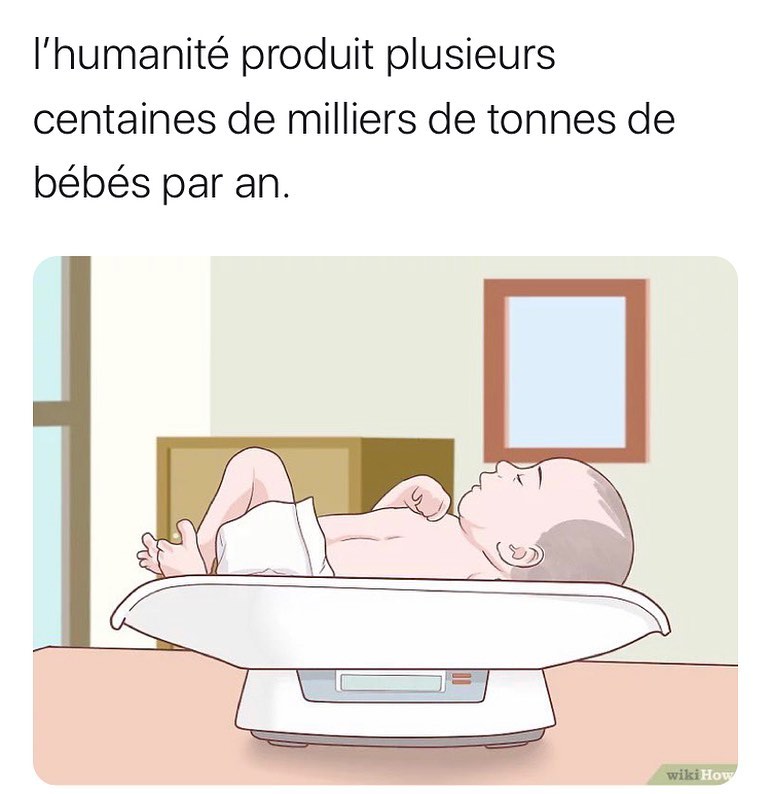 l’humanité produit plusieurs
centaines de milliers de tonnes de
bébés par an.
wikiHow